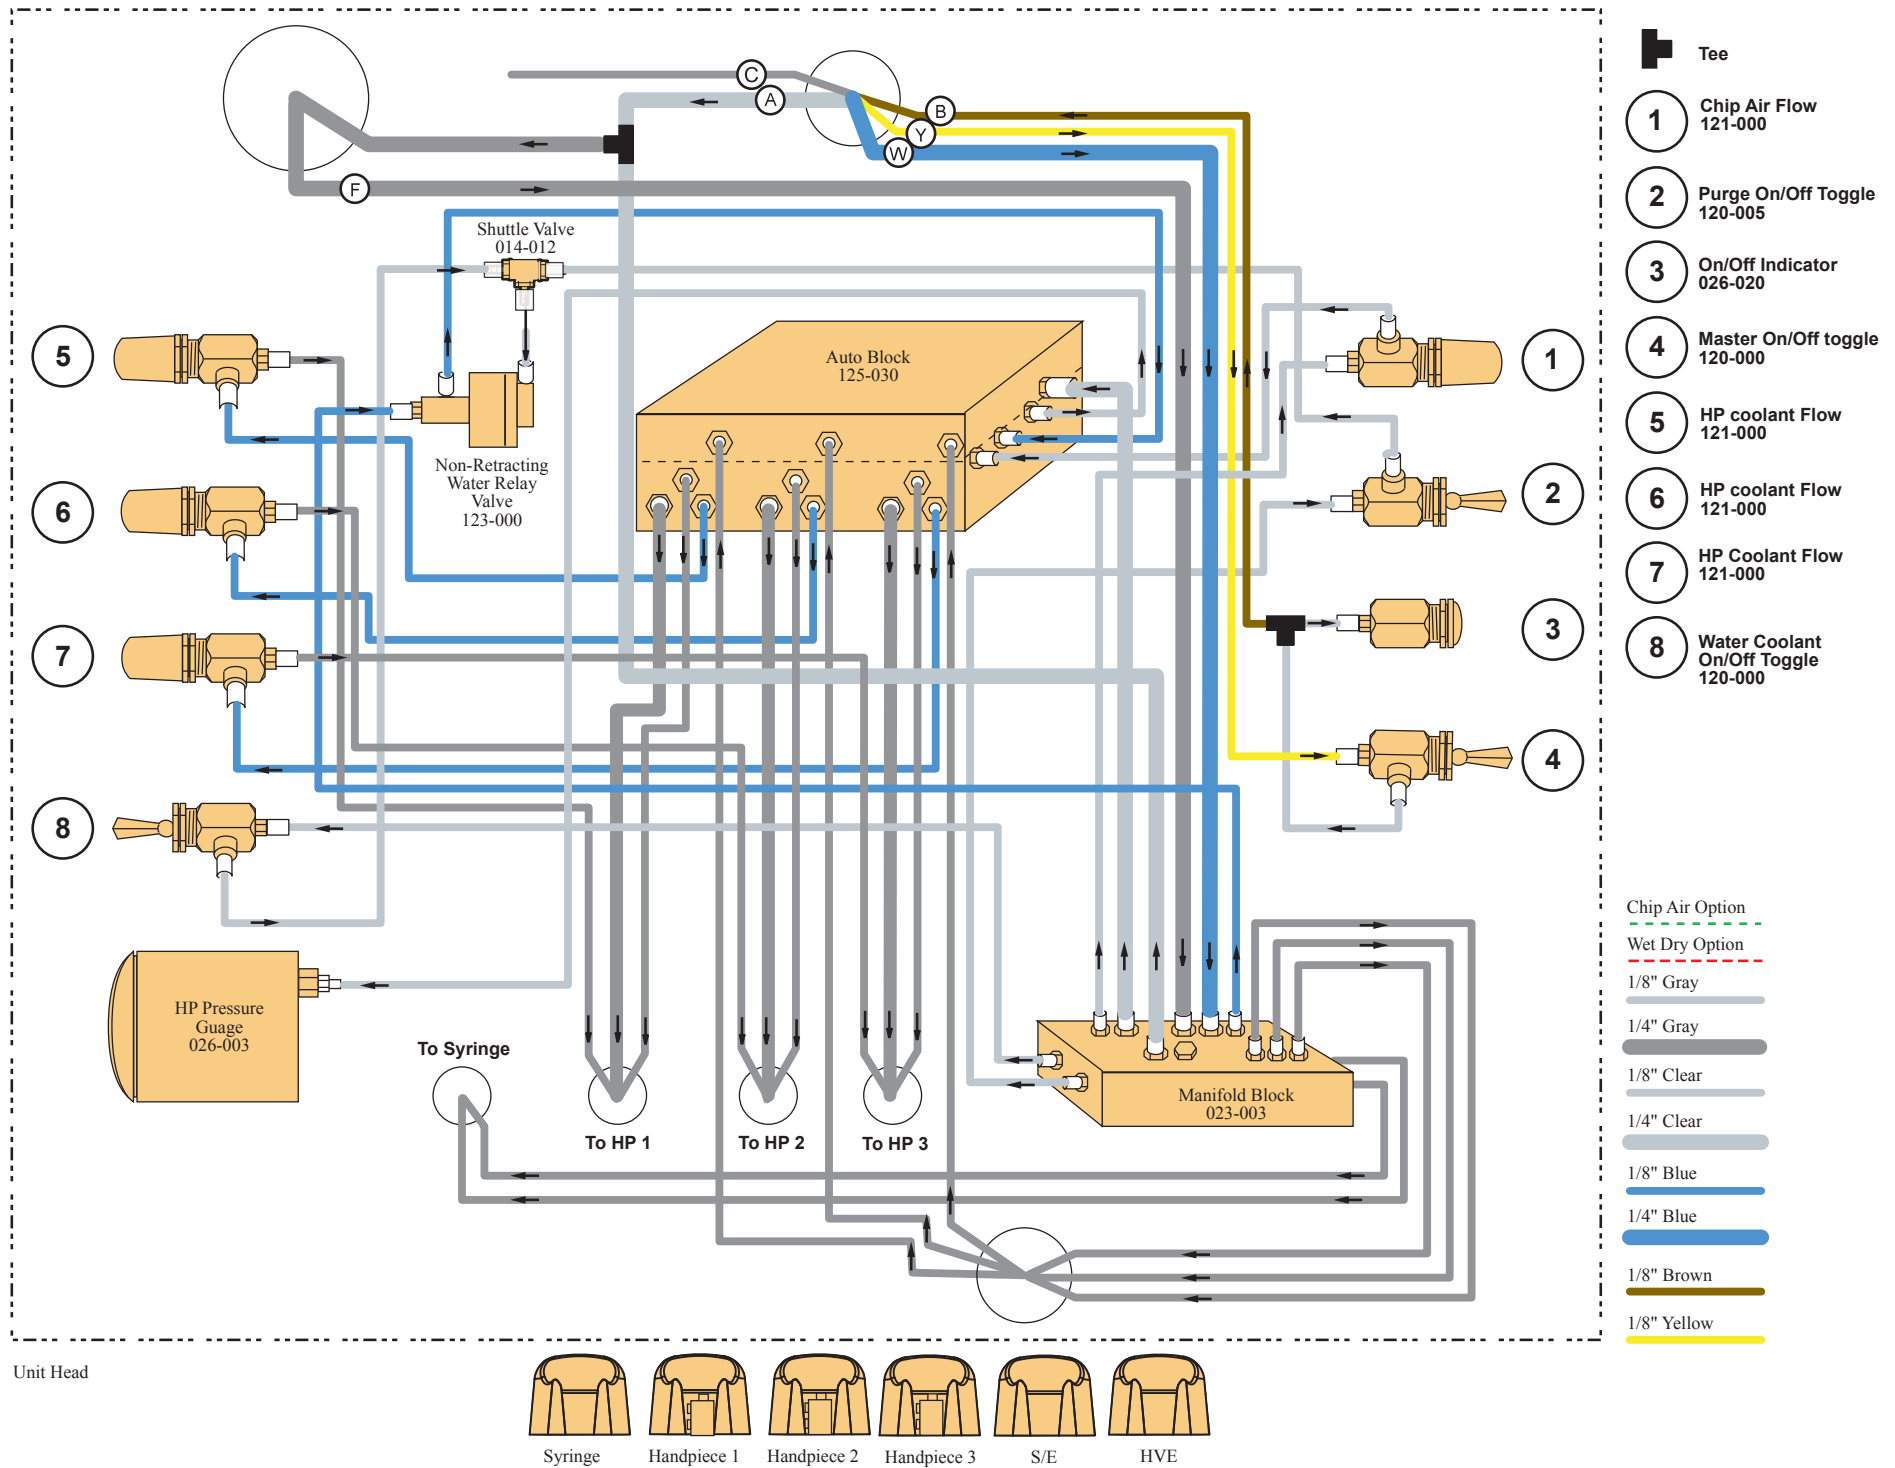 C
A
B
Y
W
F
Shuttle Valve
014-012
Auto Block
125-030
Non-Retracting
Water Relay
Valve
123-000
5
6
7
8
1
2
3
4
HP Pressure
Guage
026-003
To Syringe
To HP 1
To HP 2
To HP 3
Manifold Block
023-003
Tee
1
Chip Air Flow
121-000
2
Purge On/Off Toggle
120-005
3
On/Off Indicator
026-020
4
Master On/Off toggle
120-000
5
HP coolant Flow
121-000
6
HP coolant Flow
121-000
7
HP Coolant Flow
121-000
8
Water Coolant
On/Off Toggle
120-000
Chip Air Option
Wet Dry Option
1/8" Gray
1/4" Gray
1/8" Clear
1/4" Clear
1/8" Blue
1/4" Blue
1/8" Brown
1/8" Yellow
Unit Head
Syringe
Handpiece 1
Handpiece 2
Handpiece 3
S/E
HVE